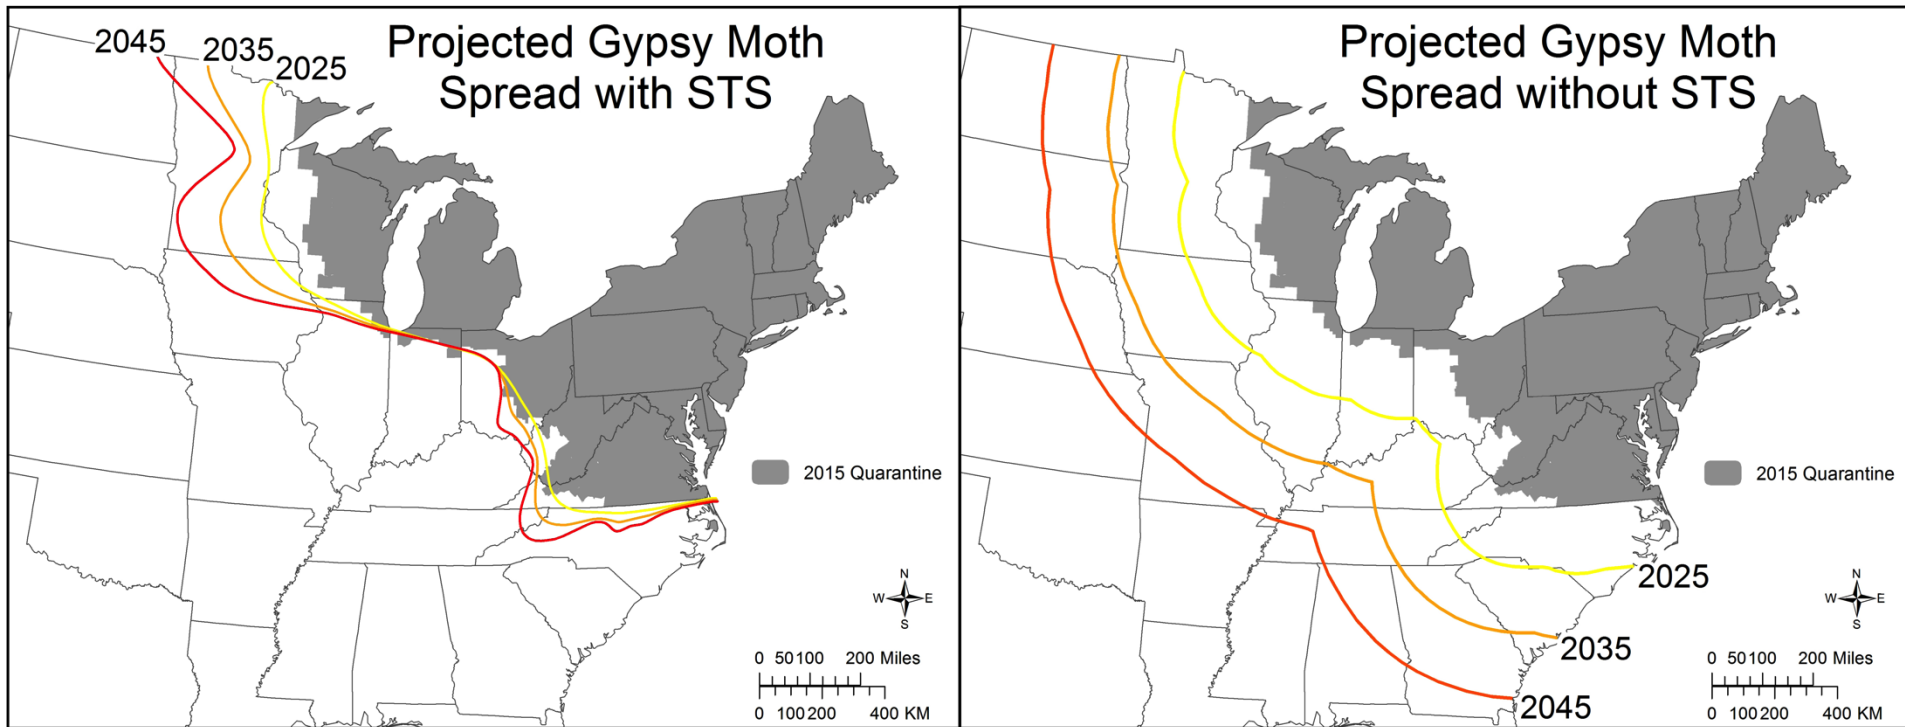 Projected Gypsy Moth
Spread with STS
2045
2035
2025
2015 Quarantine
N
W E
S
0 50 100 200 Miles
0 100 200 400 KM
Projected Gypsy Moth
Spread without STS
2015 Quarantine
2025
2035
2045
N
W E
S
0 50 100 200 Miles
0 100 200 400 KM